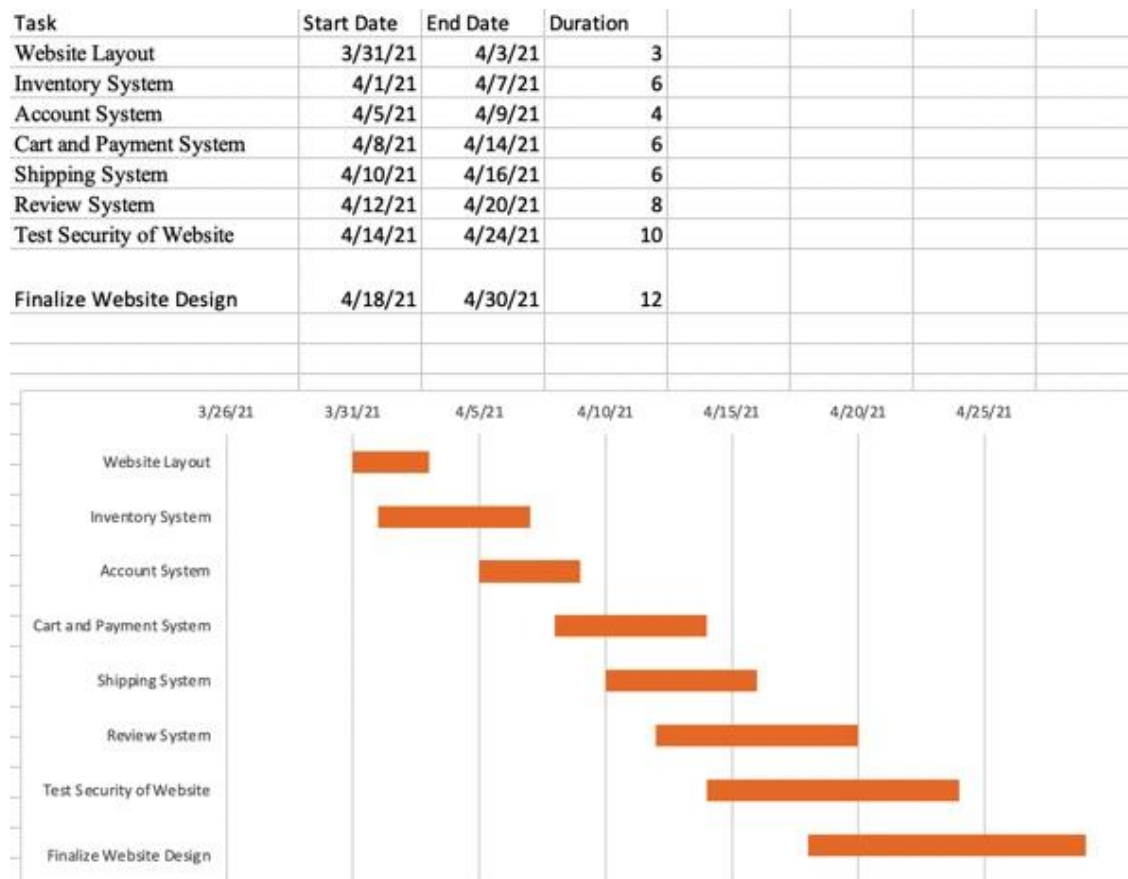 Task Start Date End Date Duration
Website Layout 3/31/21 4/3/21 3
Inventory System 4/1/21 4/7/21 6
Account System 4/5/21 4/9/21 4
Cart and Payment System 4/8/21 4/14/21 6
Shipping System 4/10/21 4/16/21 6
Review System 4/12/21 4/20/21 8
Test Security of Website 4/14/21 4/24/21 10
Finalize Website Design 4/18/21 4/30/21 12
3/26/21 3/31/21 4/5/21 4/10/21 4/15/21 4/20/21 4/25/21
Website Layout
Inventory System
Account System
Cart and Payment System
Shipping System
Review System
Test Security of Website
Finalize Website Design